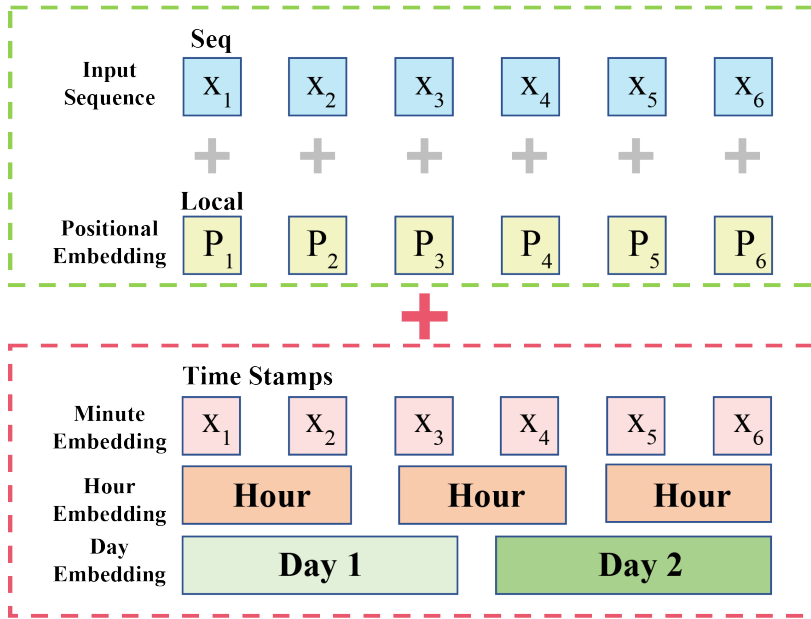 Seq
Input
Sequence
x1 x2 x3 x4 x5 x6
+ + + + + +
Local
Positional
Embedding
P1 P2 P3 P4 P5 P6
+
Time Stamps
Minute
Embedding
x1 x2 x3 x4 x5 x6
Hour
Embedding
Hour Hour Hour
Day
Embedding
Day 1 Day 2